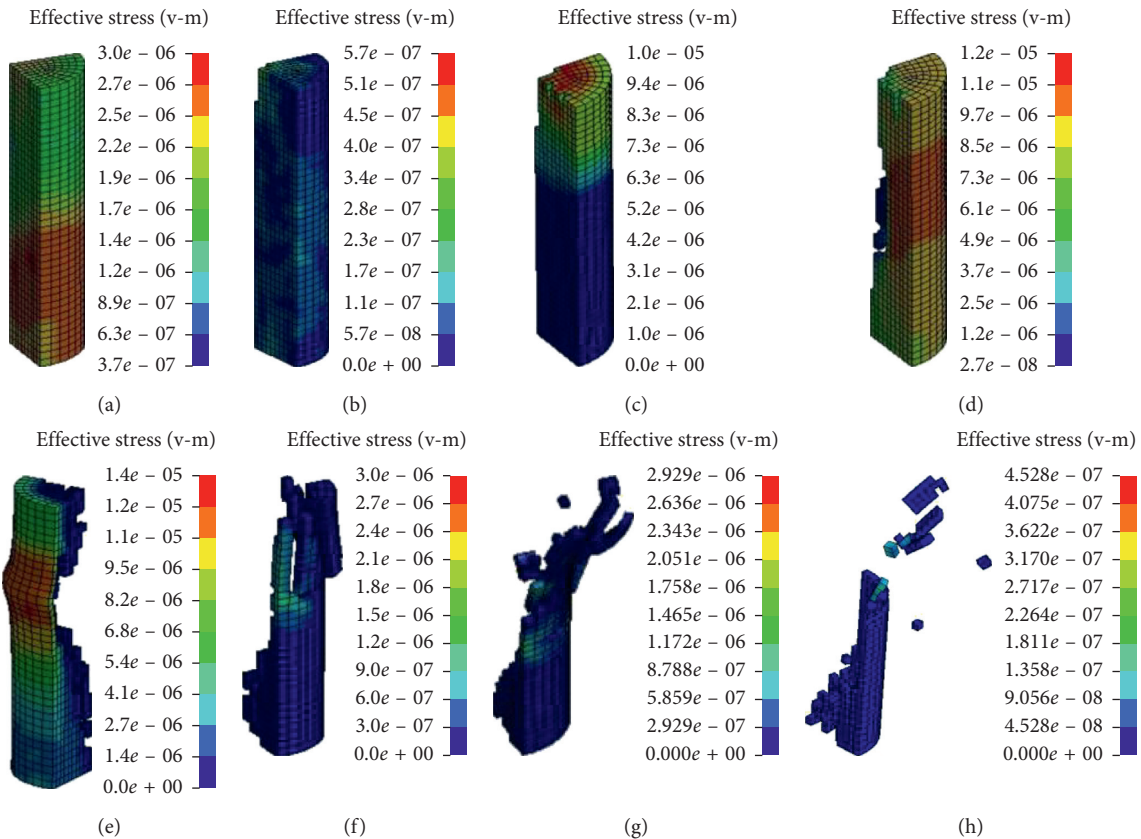 Effective stress (v-m)
3.0e – 06
2.7e – 06
2.5e – 06
2.2e – 06
1.9e – 06
1.7e – 06
1.4e – 06
1.2e – 06
8.9e – 07
6.3e – 07
3.7e – 07
(a)
Effective stress (v-m)
5.7e – 07
5.1e – 07
4.5e – 07
4.0e – 07
3.4e – 07
2.8e – 07
2.3e – 07
1.7e – 07
1.1e – 07
5.7e – 08
0.0e + 00
(b)
Effective stress (v-m)
1.0e – 05
9.4e – 06
8.3e – 06
7.3e – 06
6.3e – 06
5.2e – 06
4.2e – 06
3.1e – 06
2.1e – 06
1.0e – 06
0.0e + 00
(c)
Effective stress (v-m)
1.2e – 05
1.1e – 05
9.7e – 06
8.5e – 06
7.3e – 06
6.1e – 06
4.9e – 06
3.7e – 06
2.5e – 06
1.2e – 06
2.7e – 08
(d)
Effective stress (v-m)
1.4e – 05
1.2e – 05
1.1e – 05
9.5e – 06
8.2e – 06
6.8e – 06
5.4e – 06
4.1e – 06
2.7e – 06
1.4e – 06
0.0e + 00
(e)
Effective stress (v-m)
3.0e – 06
2.7e – 06
2.4e – 06
2.1e – 06
1.8e – 06
1.5e – 06
1.2e – 06
9.0e – 07
6.0e – 07
3.0e – 07
0.0e + 00
(f)
Effective stress (v-m)
2.929e – 06
2.636e – 06
2.343e – 06
2.051e – 06
1.758e – 06
1.465e – 06
1.172e – 06
8.788e – 07
5.859e – 07
2.929e – 07
0.000e + 00
(g)
Effective stress (v-m)
4.528e – 07
4.075e – 07
3.622e – 07
3.170e – 07
2.717e – 07
2.264e – 07
1.811e – 07
1.358e – 07
9.056e – 08
4.528e – 08
0.000e + 00
(h)